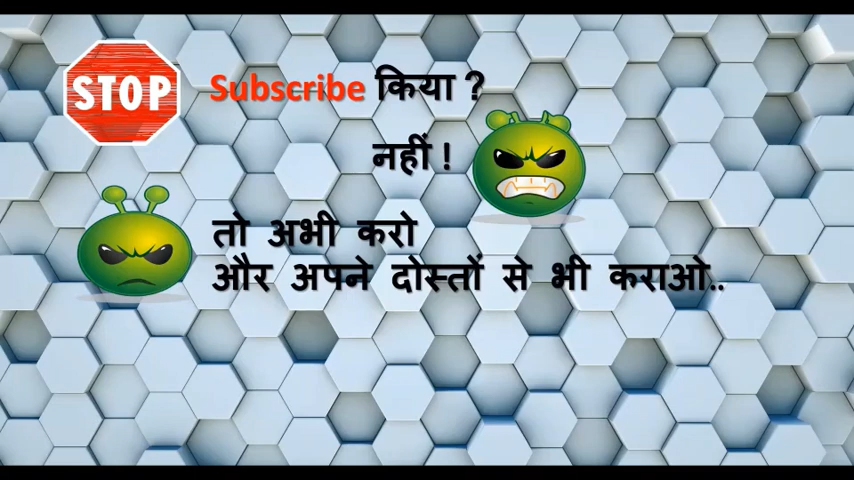 STOP Subscribe किया ?
नहीं !
तो अभी करो
और अपने दोस्तों से भी कराओ..